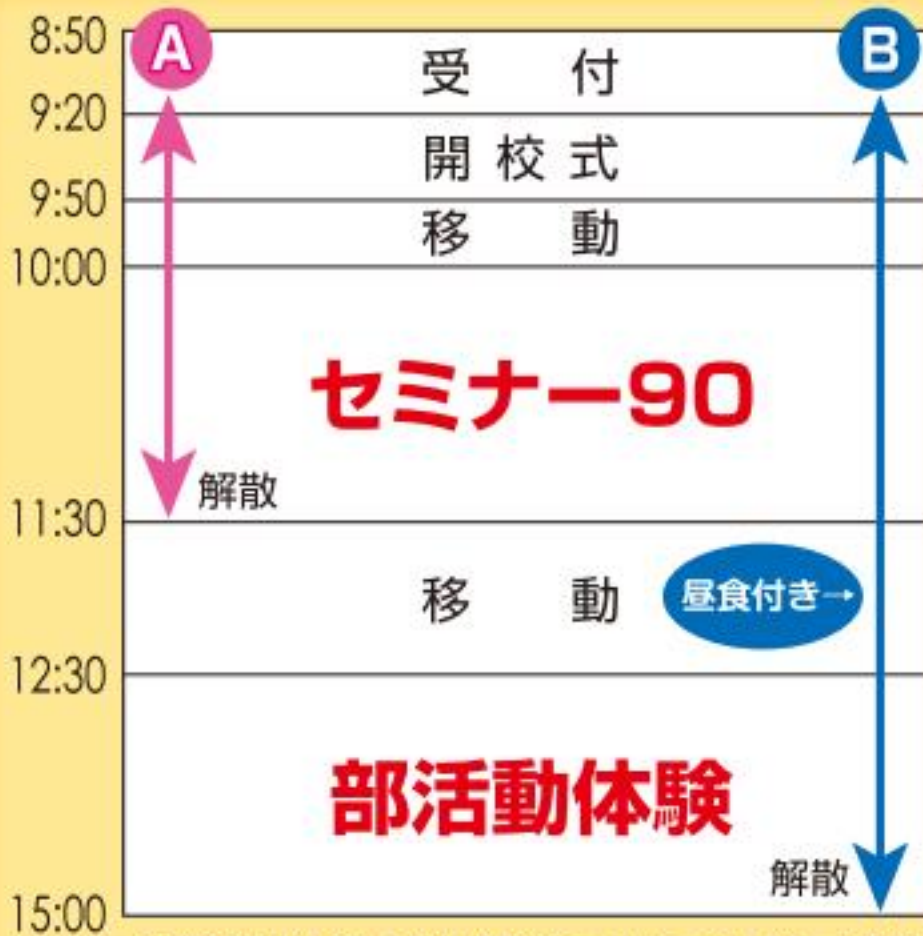 8:50
A
受付
B
9:20
開校式
9:50
移動
10:00
セミナー90
解散
11:30
移動
昼食付き→
12:30
部活動体験
解散
15:00